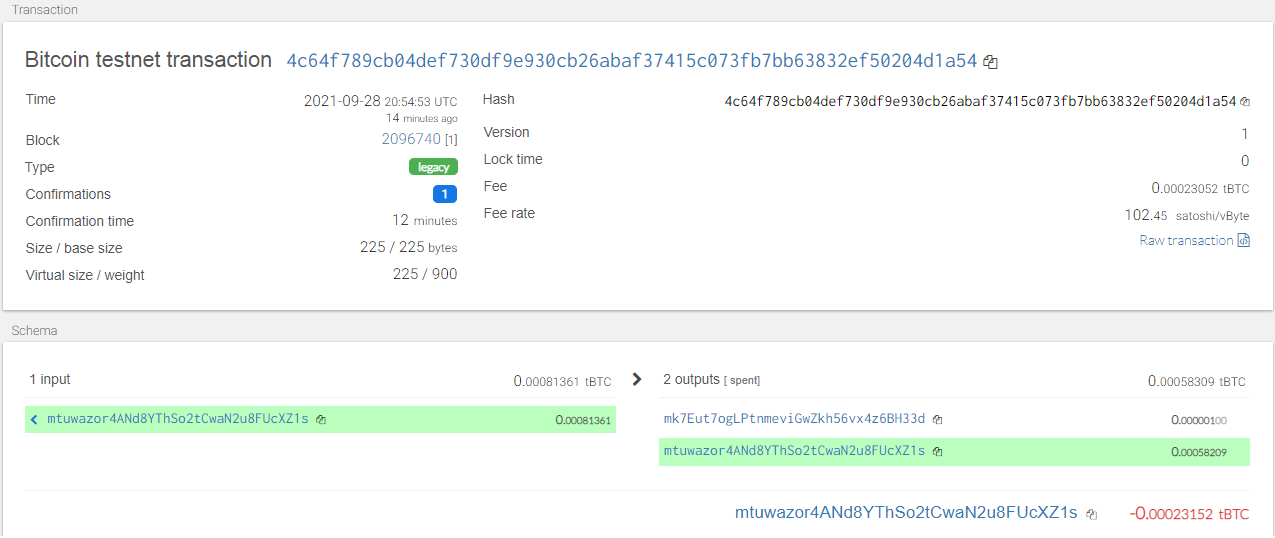 Transaction
Bitcoin testnet transaction 4c64f789cb04def730df9e930cb26abaf37415c073fb7bb63832ef50204d1a54
Time 2021-09-28 20:54:53 UTC
14 minutes ago
Block 2096740 [1]
Type legacy
Confirmations 1
Confirmation time 12 minutes
Size / base size 225 / 225 bytes
Virtual size / weight 225 / 900
Hash 4c64f789cb04def730df9e930cb26abaf37415c073fb7bb63832ef50204d1a54
Version 1
Lock time 0
Fee 0.00023052 tBTC
Fee rate 102.45 satoshi/vByte
Raw transaction
Schema
1 input 0.00081361 tBTC
mtuwazor4ANd8YThSo2tCwaN2u8FUcXZ1s 0.00081361
2 outputs [ spent] 0.00058309 tBTC
mk7Eut7ogLPtnmeviGwZkh56vx4z6BH33d 0.00000100
mtuwazor4ANd8YThSo2tCwaN2u8FUcXZ1s 0.00058209
mtuwazor4ANd8YThSo2tCwaN2u8FUcXZ1s -0.00023152 tBTC